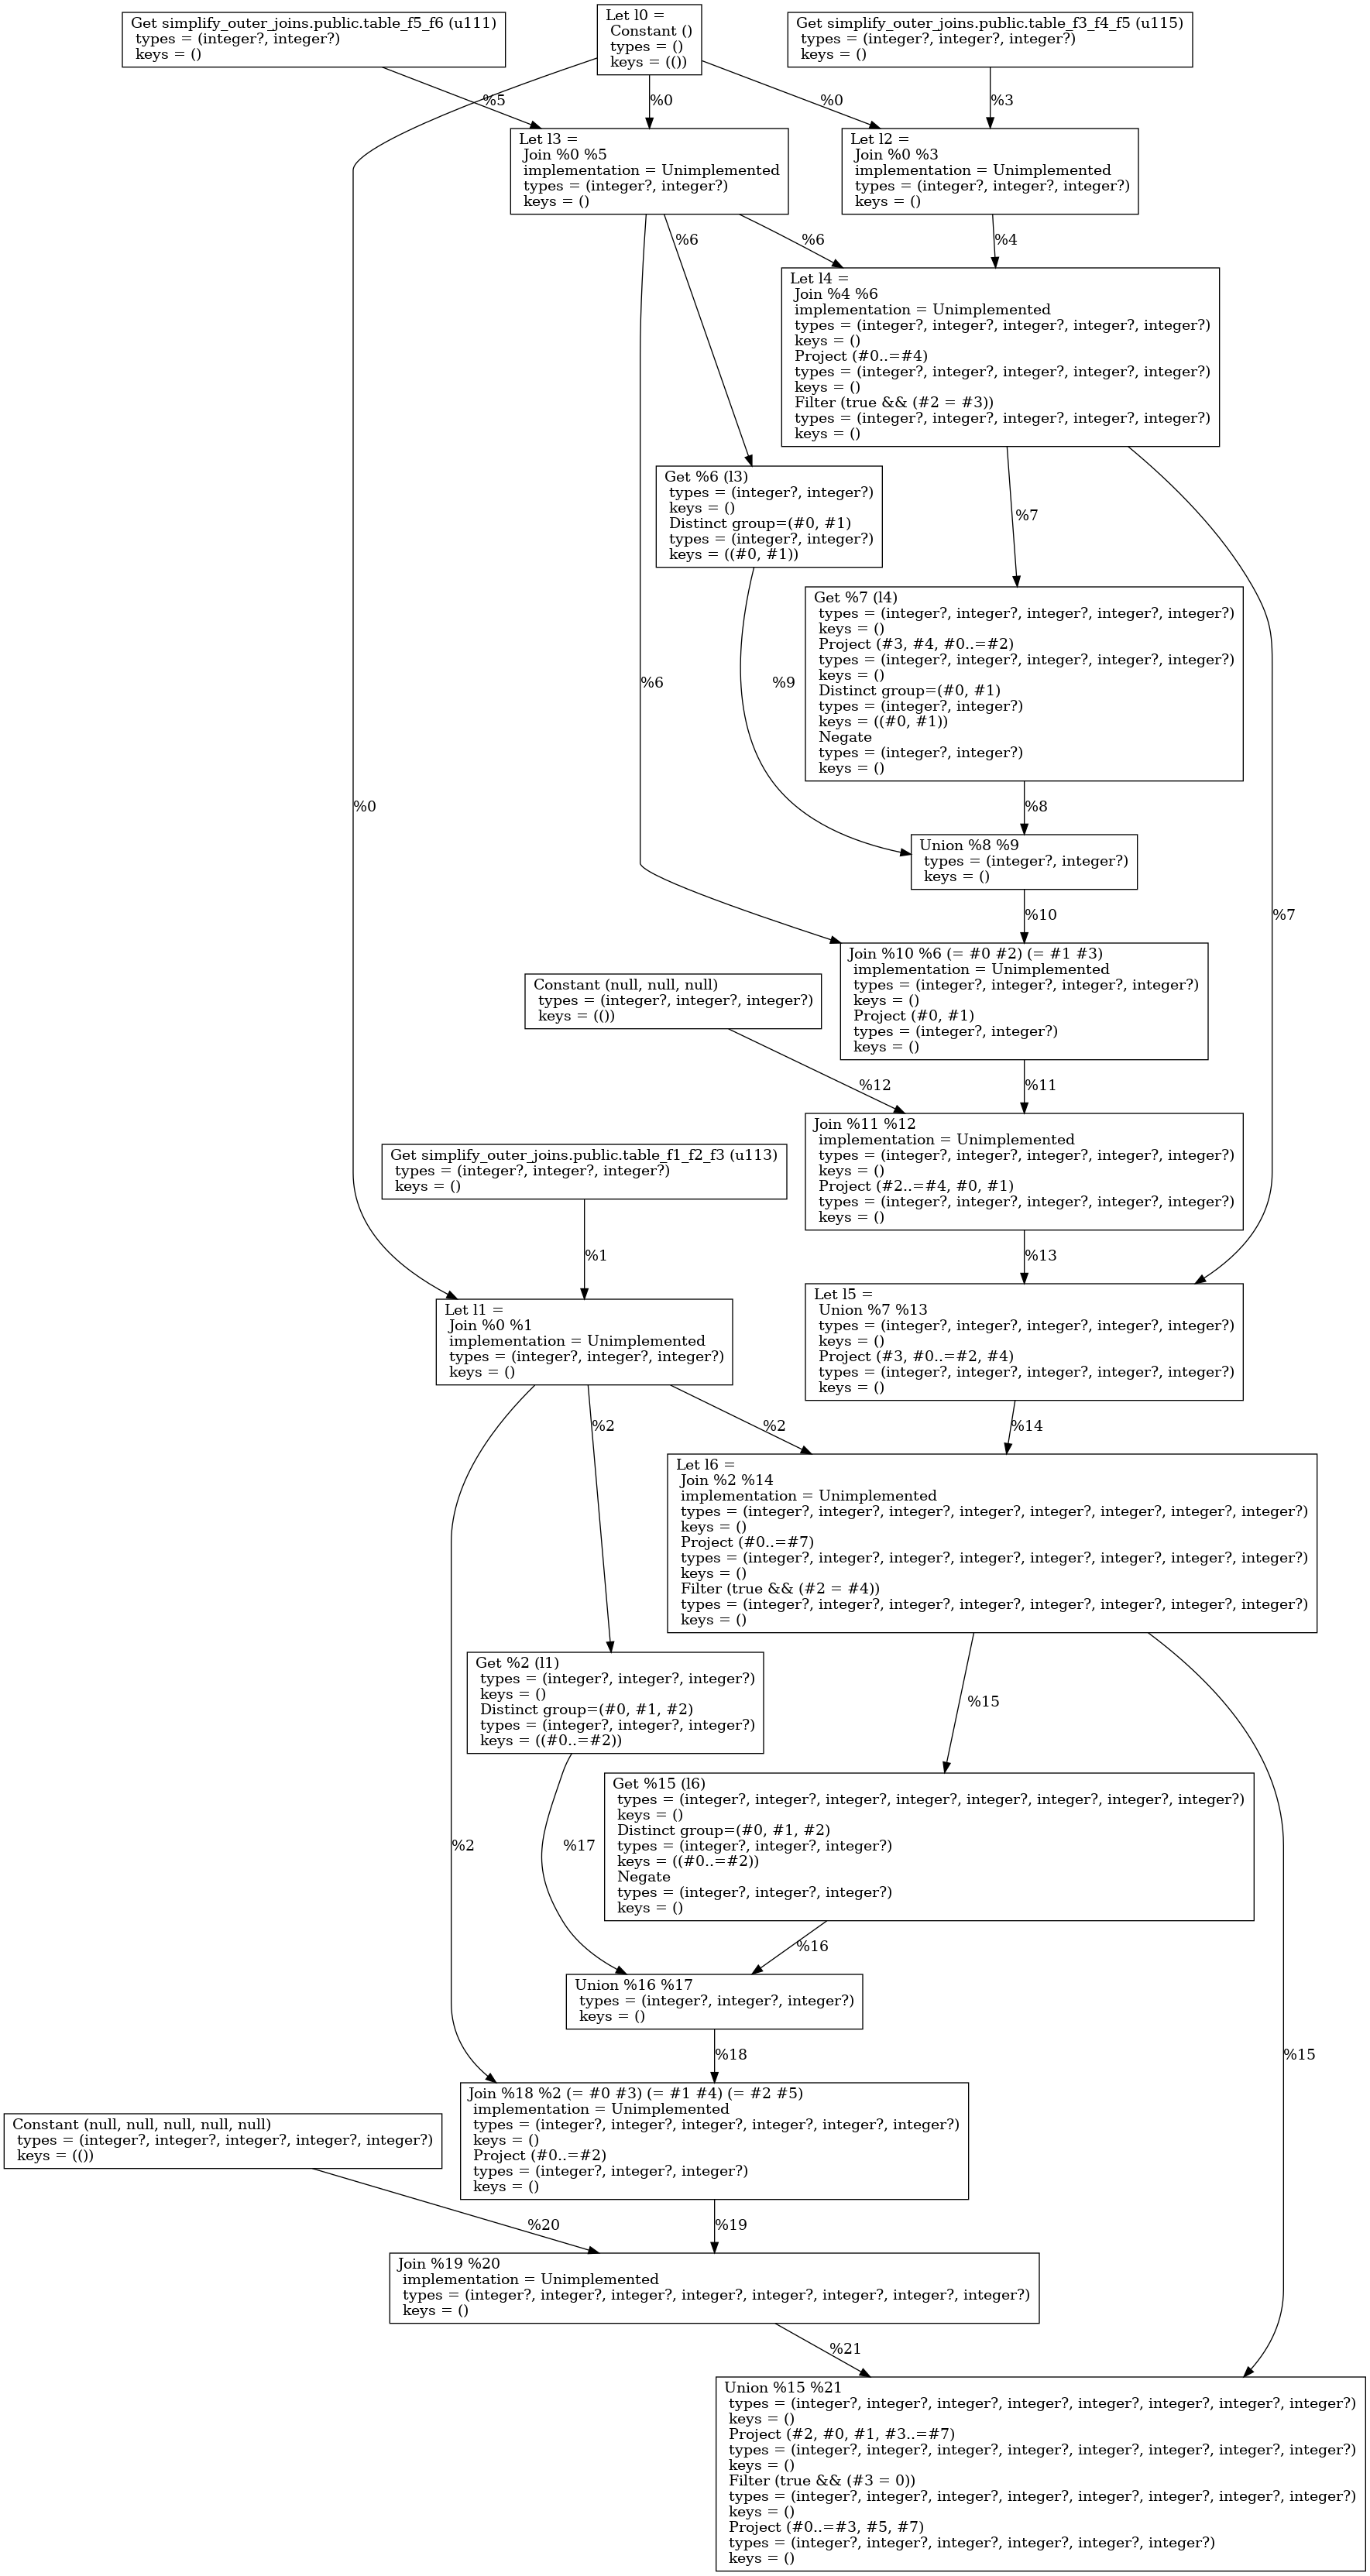 Get simplify_outer_joins.public.table_f5_f6 (u111)
types = (integer?, integer?)
keys = ()
Let l0 =
Constant ()
types = ()
keys = (())
Get simplify_outer_joins.public.table_f3_f4_f5 (u115)
types = (integer?, integer?, integer?)
keys = ()
%5
%0
%0
%3
Let l3 =
Join %0 %5
implementation = Unimplemented
types = (integer?, integer?)
keys = ()
Let l2 =
Join %0 %3
implementation = Unimplemented
types = (integer?, integer?, integer?)
keys = ()
%6
%6
%4
Let l4 =
Join %4 %6
implementation = Unimplemented
types = (integer?, integer?, integer?, integer?, integer?)
keys = ()
Project (#0..=#4)
types = (integer?, integer?, integer?, integer?, integer?)
keys = ()
Filter (true && (#2 = #3))
types = (integer?, integer?, integer?, integer?, integer?)
keys = ()
Get %6 (l3)
types = (integer?, integer?)
keys = ()
Distinct group=(#0, #1)
types = (integer?, integer?)
keys = ((#0, #1))
%7
Get %7 (l4)
types = (integer?, integer?, integer?, integer?, integer?)
keys = ()
Project (#3, #4, #0..=#2)
types = (integer?, integer?, integer?, integer?, integer?)
keys = ()
Distinct group=(#0, #1)
types = (integer?, integer?)
keys = ((#0, #1))
Negate
types = (integer?, integer?)
keys = ()
%6
%9
%0
%8
Union %8 %9
types = (integer?, integer?)
keys = ()
%10
%7
Join %10 %6 (= #0 #2) (= #1 #3)
implementation = Unimplemented
types = (integer?, integer?, integer?, integer?)
keys = ()
Project (#0, #1)
types = (integer?, integer?)
keys = ()
Constant (null, null, null)
types = (integer?, integer?, integer?)
keys = (())
%12
%11
Join %11 %12
implementation = Unimplemented
types = (integer?, integer?, integer?, integer?, integer?)
keys = ()
Project (#2..=#4, #0, #1)
types = (integer?, integer?, integer?, integer?, integer?)
keys = ()
Get simplify_outer_joins.public.table_f1_f2_f3 (u113)
types = (integer?, integer?, integer?)
keys = ()
%1
%13
Let l1 =
Join %0 %1
implementation = Unimplemented
types = (integer?, integer?, integer?)
keys = ()
Let l5 =
Union %7 %13
types = (integer?, integer?, integer?, integer?, integer?)
keys = ()
Project (#3, #0..=#2, #4)
types = (integer?, integer?, integer?, integer?, integer?)
keys = ()
%2
%2
%14
Let l6 =
Join %2 %14
implementation = Unimplemented
types = (integer?, integer?, integer?, integer?, integer?, integer?, integer?, integer?)
keys = ()
Project (#0..=#7)
types = (integer?, integer?, integer?, integer?, integer?, integer?, integer?, integer?)
keys = ()
Filter (true && (#2 = #4))
types = (integer?, integer?, integer?, integer?, integer?, integer?, integer?, integer?)
keys = ()
Get %2 (l1)
types = (integer?, integer?, integer?)
keys = ()
Distinct group=(#0, #1, #2)
types = (integer?, integer?, integer?)
keys = ((#0..=#2))
%15
Get %15 (l6)
types = (integer?, integer?, integer?, integer?, integer?, integer?, integer?, integer?)
keys = ()
Distinct group=(#0, #1, #2)
types = (integer?, integer?, integer?)
keys = ((#0..=#2))
Negate
types = (integer?, integer?, integer?)
keys = ()
%2
%17
%16
Union %16 %17
types = (integer?, integer?, integer?)
keys = ()
%18
%15
Join %18 %2 (= #0 #3) (= #1 #4) (= #2 #5)
implementation = Unimplemented
types = (integer?, integer?, integer?, integer?, integer?, integer?)
keys = ()
Project (#0..=#2)
types = (integer?, integer?, integer?)
keys = ()
Constant (null, null, null, null, null)
types = (integer?, integer?, integer?, integer?, integer?)
keys = (())
%20
%19
Join %19 %20
implementation = Unimplemented
types = (integer?, integer?, integer?, integer?, integer?, integer?, integer?, integer?)
keys = ()
%21
Union %15 %21
types = (integer?, integer?, integer?, integer?, integer?, integer?, integer?, integer?)
keys = ()
Project (#2, #0, #1, #3..=#7)
types = (integer?, integer?, integer?, integer?, integer?, integer?, integer?, integer?)
keys = ()
Filter (true && (#3 = 0))
types = (integer?, integer?, integer?, integer?, integer?, integer?, integer?, integer?)
keys = ()
Project (#0..=#3, #5, #7)
types = (integer?, integer?, integer?, integer?, integer?, integer?)
keys = ()